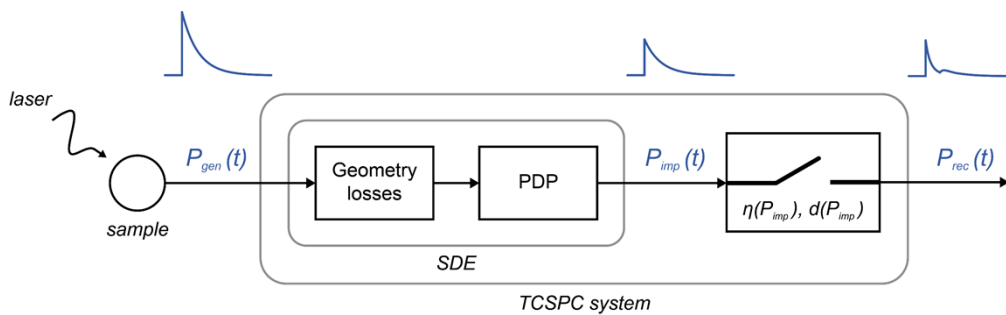 laser
sample
P_gen (t)
Geometry
losses
PDP
SDE
P_imp (t)
η(P_imp), d(P_imp)
P_rec (t)
TCSPC system